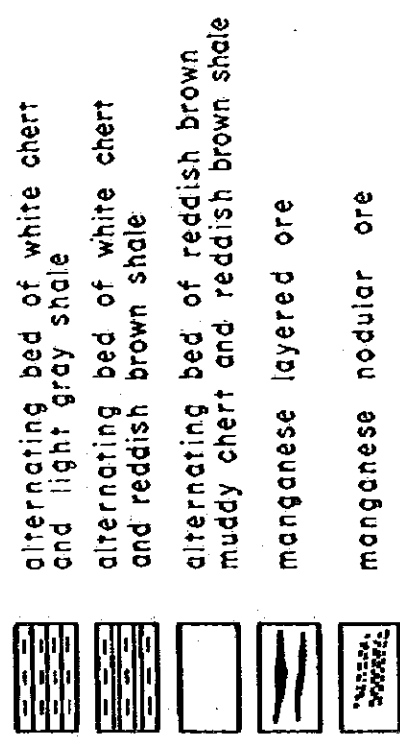 alternating bed of white chert
and light gray shale
alternating bed of white chert
and reddish brown shale
alternating bed of reddish brown
muddy chert and reddish brown shale
manganese layered ore
manganese nodular ore